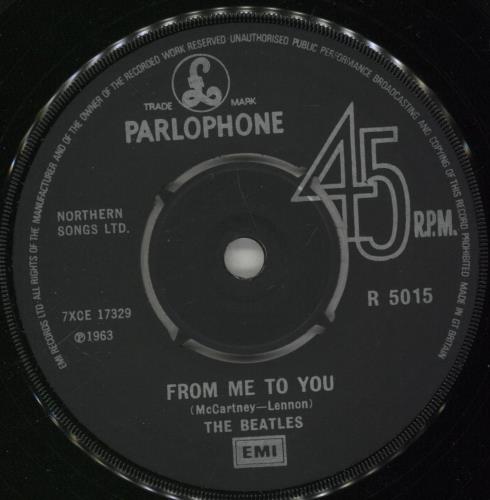 EMI RECORDS LTD ALL RIGHTS OF THE MANUFACTURER AND OF THE OWNER OF THE RECORDED WORK RESERVED·UNAUTHORISED PUBLIC PERFORMANCE BROADCASTING AND COPYING OF THIS RECORD PROHIBITED MADE IN GT BRITAIN
£
TRADE MARK
PARLOPHONE
45
R.P.M.
NORTHERN
SONGS LTD.
7XCE 17329
℗1963
R 5015
FROM ME TO YOU
(McCartney—Lennon)
THE BEATLES
EMI